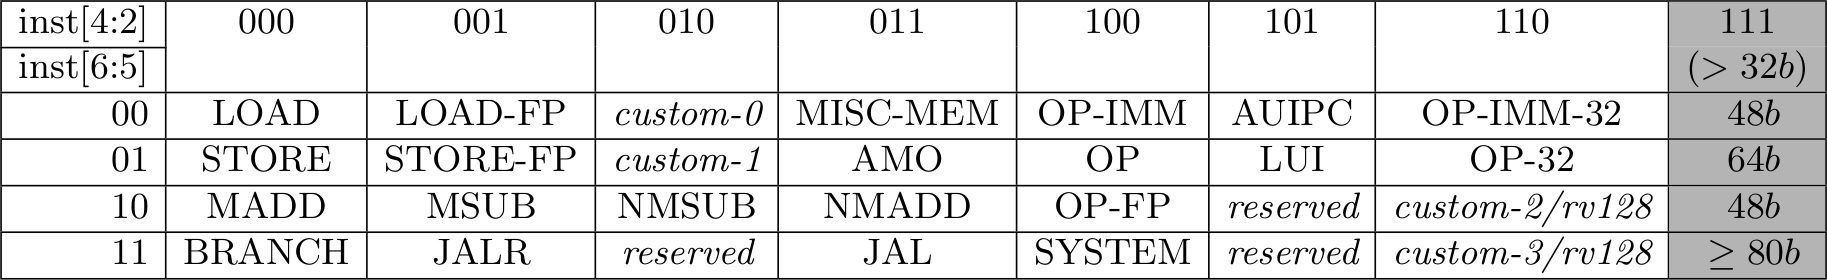 inst[4:2] 000 001 010 011 100 101 110 111
inst[6:5] (> 32b)
00 LOAD LOAD-FP custom-0 MISC-MEM OP-IMM AUIPC OP-IMM-32 48b
01 STORE STORE-FP custom-1 AMO OP LUI OP-32 64b
10 MADD MSUB NMSUB NMADD OP-FP reserved custom-2/rv128 48b
11 BRANCH JALR reserved JAL SYSTEM reserved custom-3/rv128 ≥ 80b